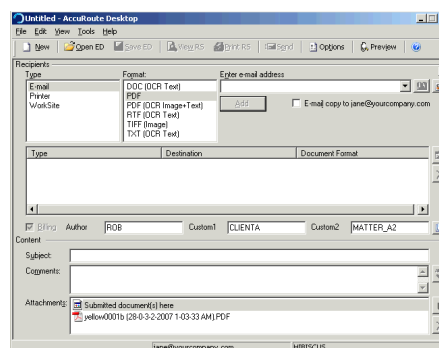 Untitled - AccuRoute Desktop
File Edit View Tools Help
New Open ED Save ED View RS Print RS Send Options Preview
Recipients
Type Format: Enter e-mail address
E-mail
Printer
WorkSite
DOC (OCR Text)
PDF
PDF (OCR Image+Text)
RTF (OCR Text)
TIFF (Image)
TXT (OCR Text)
Add E-mail copy to jane@yourcompany.com
Type Destination Document Format
Billing Author ROB Custom1 CLIENTA Custom2 MATTER_A2
Content
Subject:
Comments:
Attachments: Submitted document(s) here
yellow0001b (28-0-3-2-2007 1-03-33 AM).PDF
jane@yourcompany.com HIBISCUS